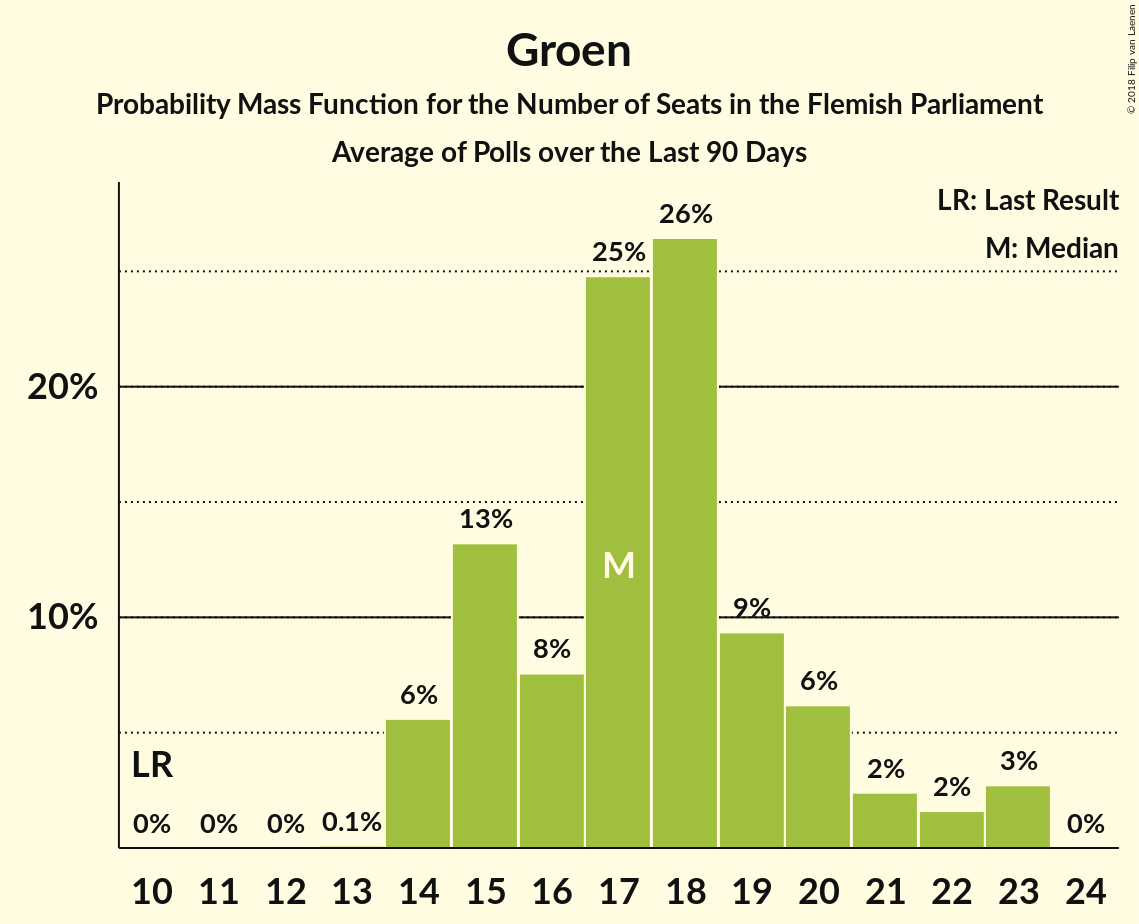 Groen
Probability Mass Function for the Number of Seats in the Flemish Parliament
Average of Polls over the Last 90 Days
© 2018 Filip van Laenen
LR: Last Result
M: Median
26%
25%
20%
13%
M
10%
9%
8%
6%
6%
LR
3%
2%
2%
0%
0%
0%
0.1%
0%
10 11 12 13 14 15 16 17 18 19 20 21 22 23 24